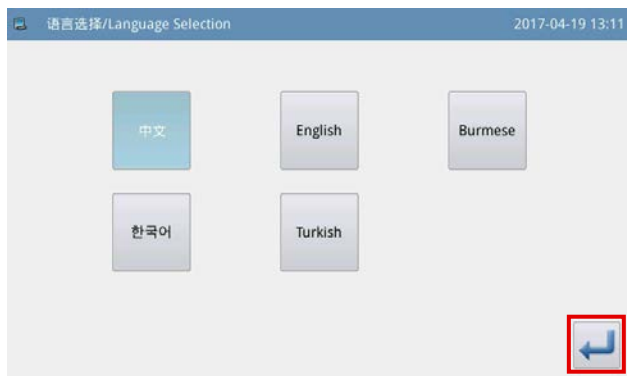 语言选择/Language Selection 2017-04-19 13:11
中文 English Burmese
한국어 Turkish